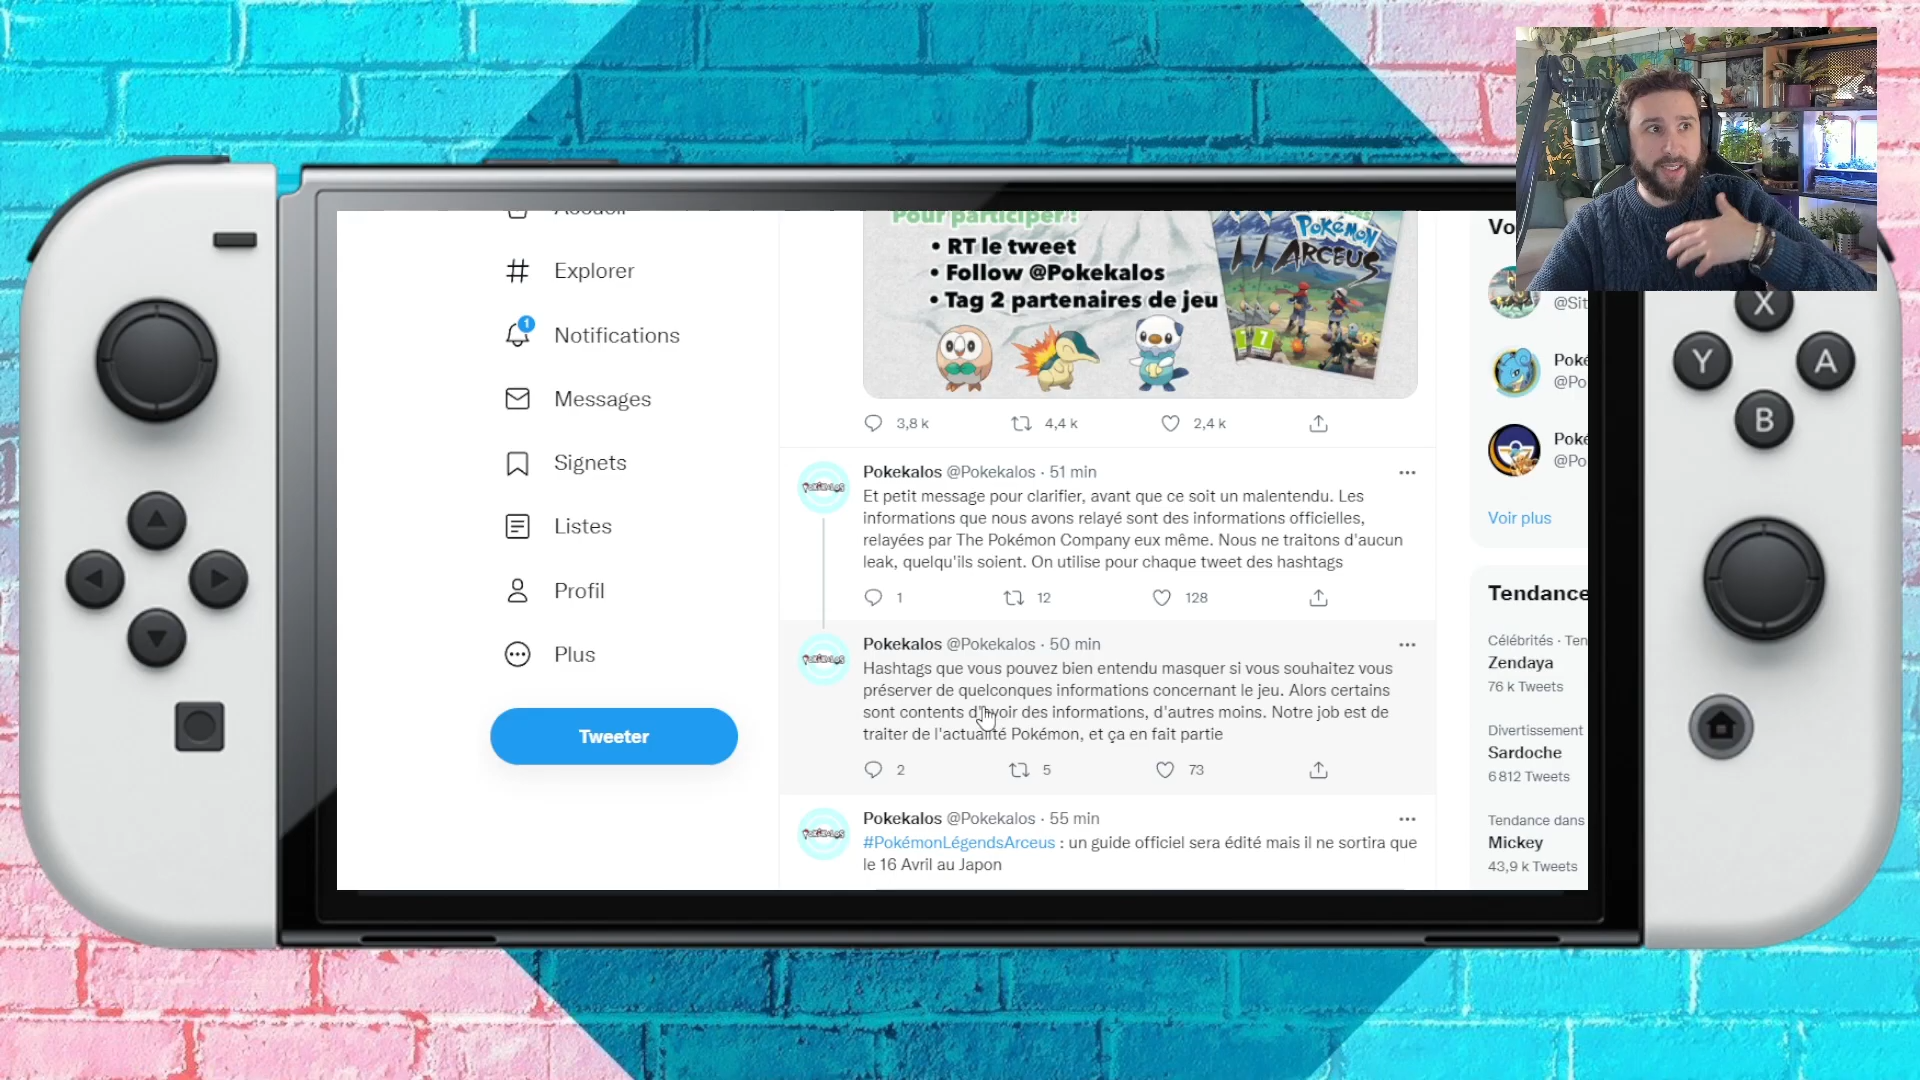 Accueil
Explorer
1
Notifications
Messages
Signets
Listes
Profil
Plus
Tweeter
Pour participer :
• RT le tweet
• Follow @Pokekalos
• Tag 2 partenaires de jeu
POKÉMON
ARCEUS
7
3,8 k
4,4 k
2,4 k
Pokekalos @Pokekalos · 51 min
Et petit message pour clarifier, avant que ce soit un malentendu. Les
informations que nous avons relayé sont des informations officielles,
relayées par The Pokémon Company eux même. Nous ne traitons d'aucun
leak, quelqu'ils soient. On utilise pour chaque tweet des hashtags
1
12
128
Pokekalos @Pokekalos · 50 min
Hashtags que vous pouvez bien entendu masquer si vous souhaitez vous
préserver de quelconques informations concernant le jeu. Alors certains
sont contents d'avoir des informations, d'autres moins. Notre job est de
traiter de l'actualité Pokémon, et ça en fait partie
2
5
73
Pokekalos @Pokekalos · 55 min
#PokémonLégendsArceus : un guide officiel sera édité mais il ne sortira que
le 16 Avril au Japon
Vo
@Sit
Poké
@Po
Poké
@Po
Voir plus
Tendance
Célébrités · Ten
Zendaya
76 k Tweets
Divertissement
Sardoche
6 812 Tweets
Tendance dans
Mickey
43,9 k Tweets
X
Y
A
B